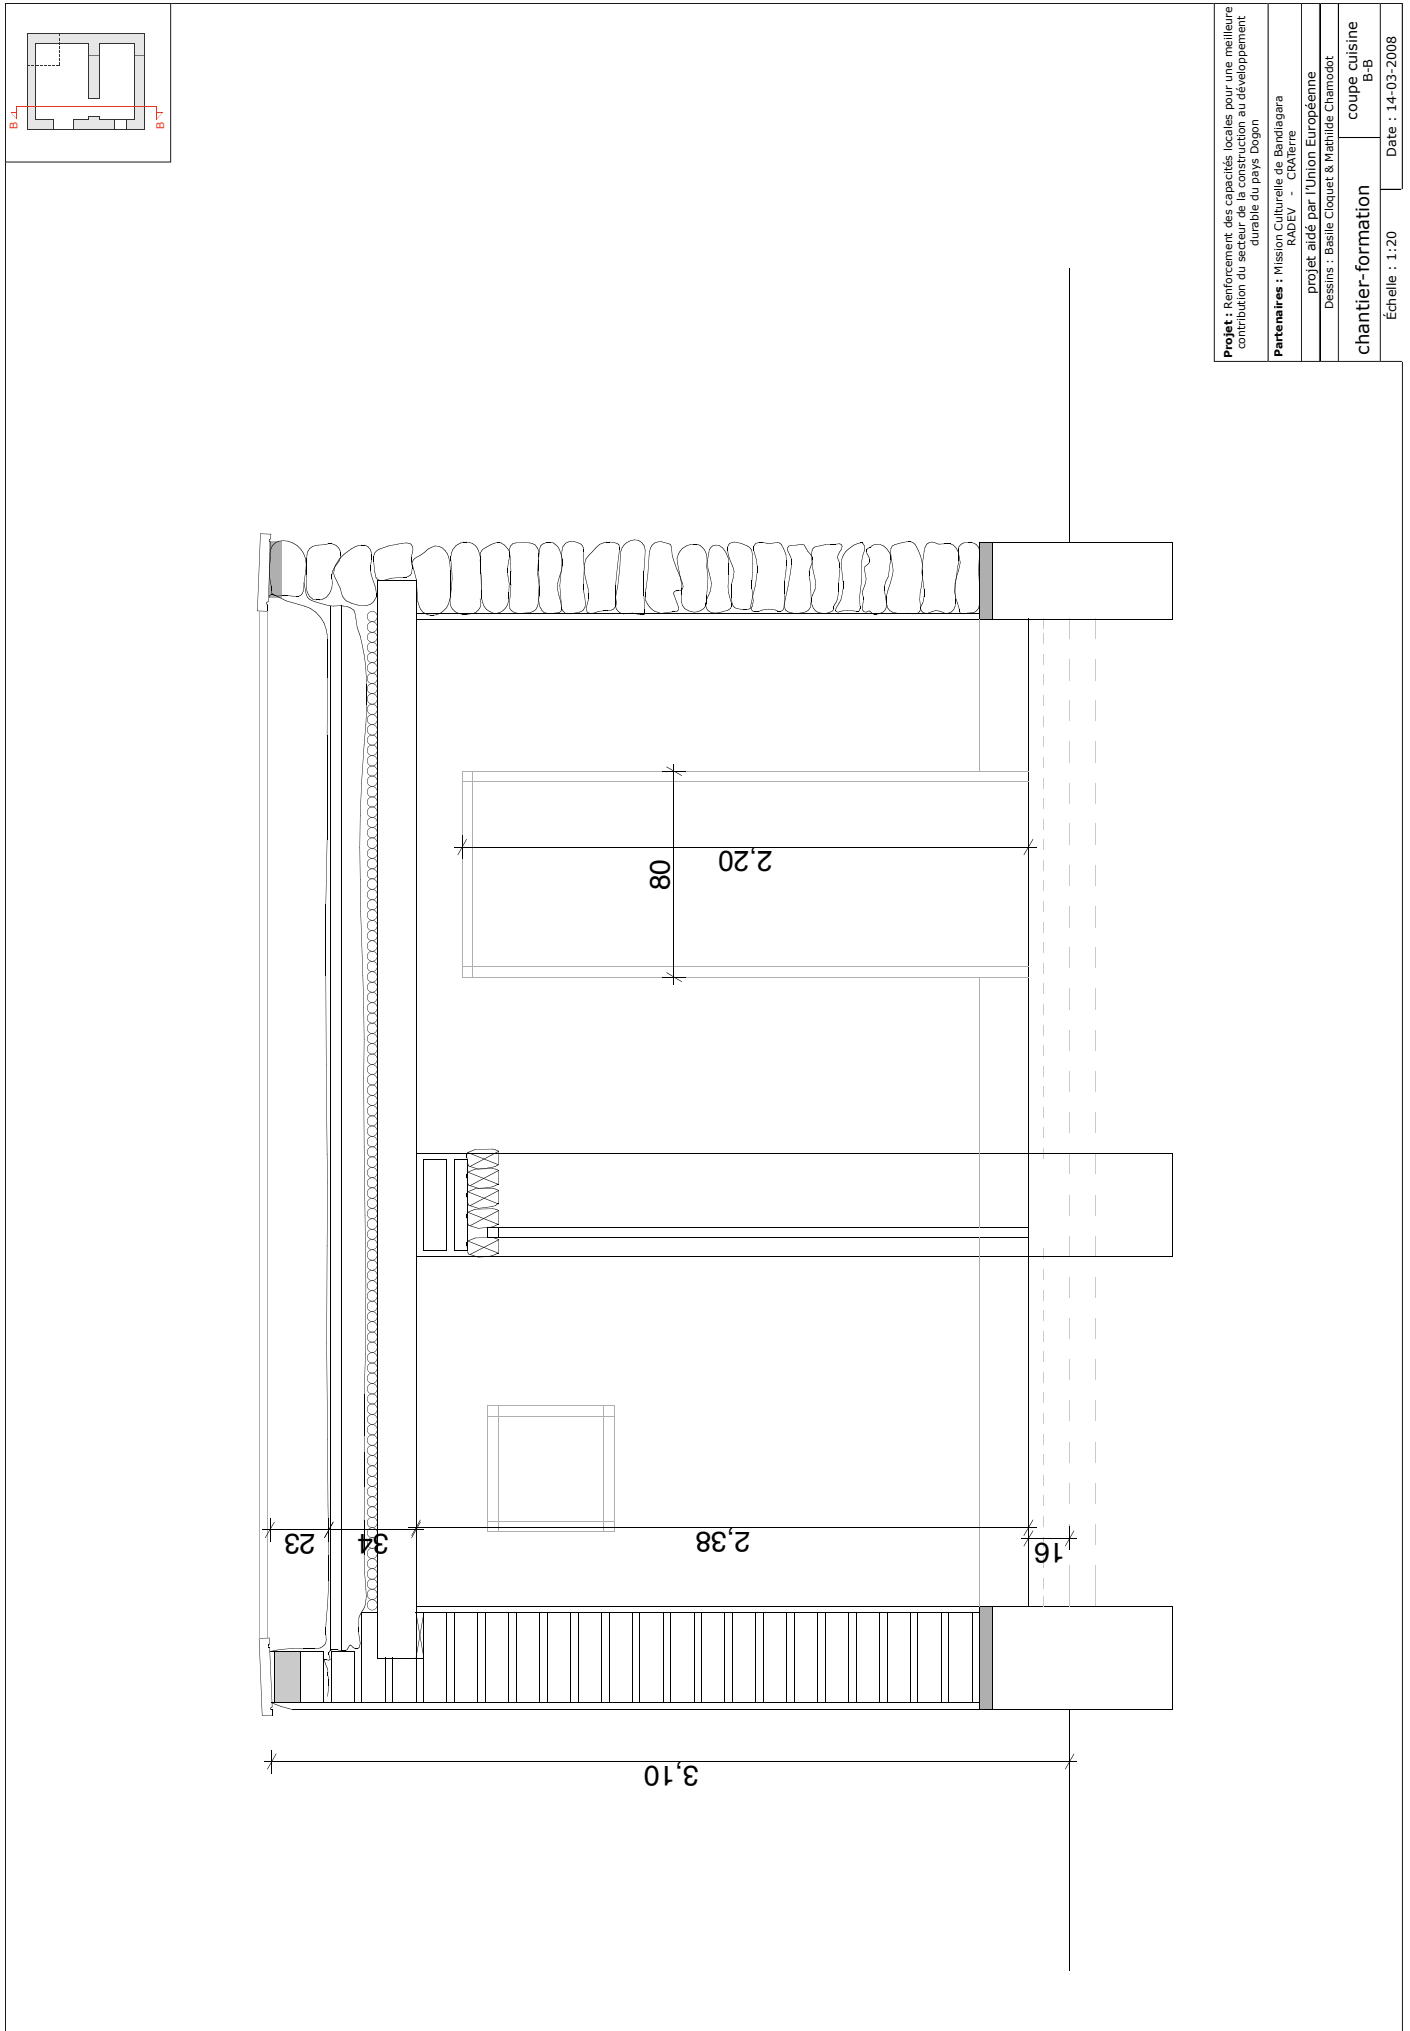 B
B
Projet : Renforcement des capacités locales pour une meilleure
contribution du secteur de la construction au développement
durable du pays Dogon
Partenaires : Mission Culturelle de Bandiagara
RADEV - CRATerre
projet aidé par l'Union Européenne
Dessins : Basile Cloquet & Mathilde Chamodot
chantier-formation
coupe cuisine
B-B
Échelle : 1:20
Date : 14-03-2008
80
2,20
23
34
2,38
16
3,10